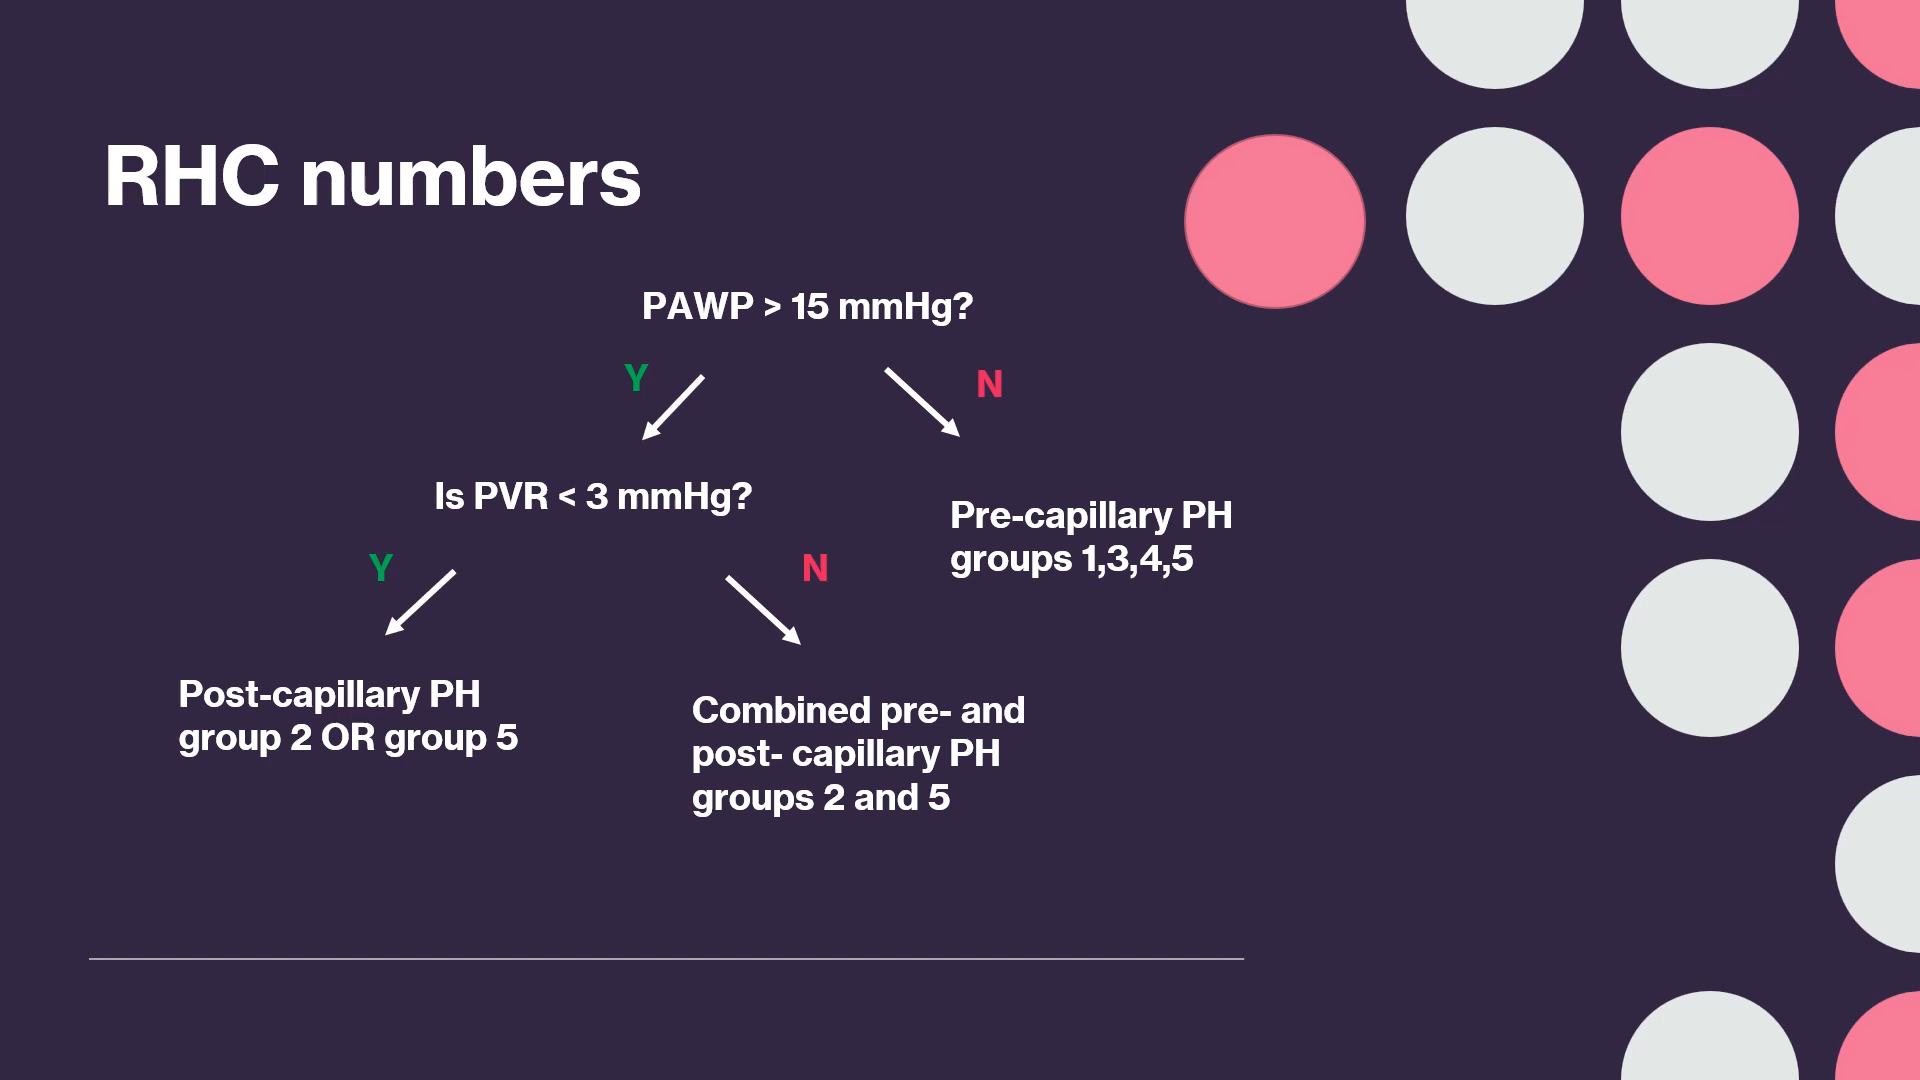 RHC numbers
PAWP > 15 mmHg?
Y
N
Is PVR < 3 mmHg?
Pre-capillary PH
groups 1,3,4,5
Y
N
Post-capillary PH
group 2 OR group 5
Combined pre- and
post- capillary PH
groups 2 and 5